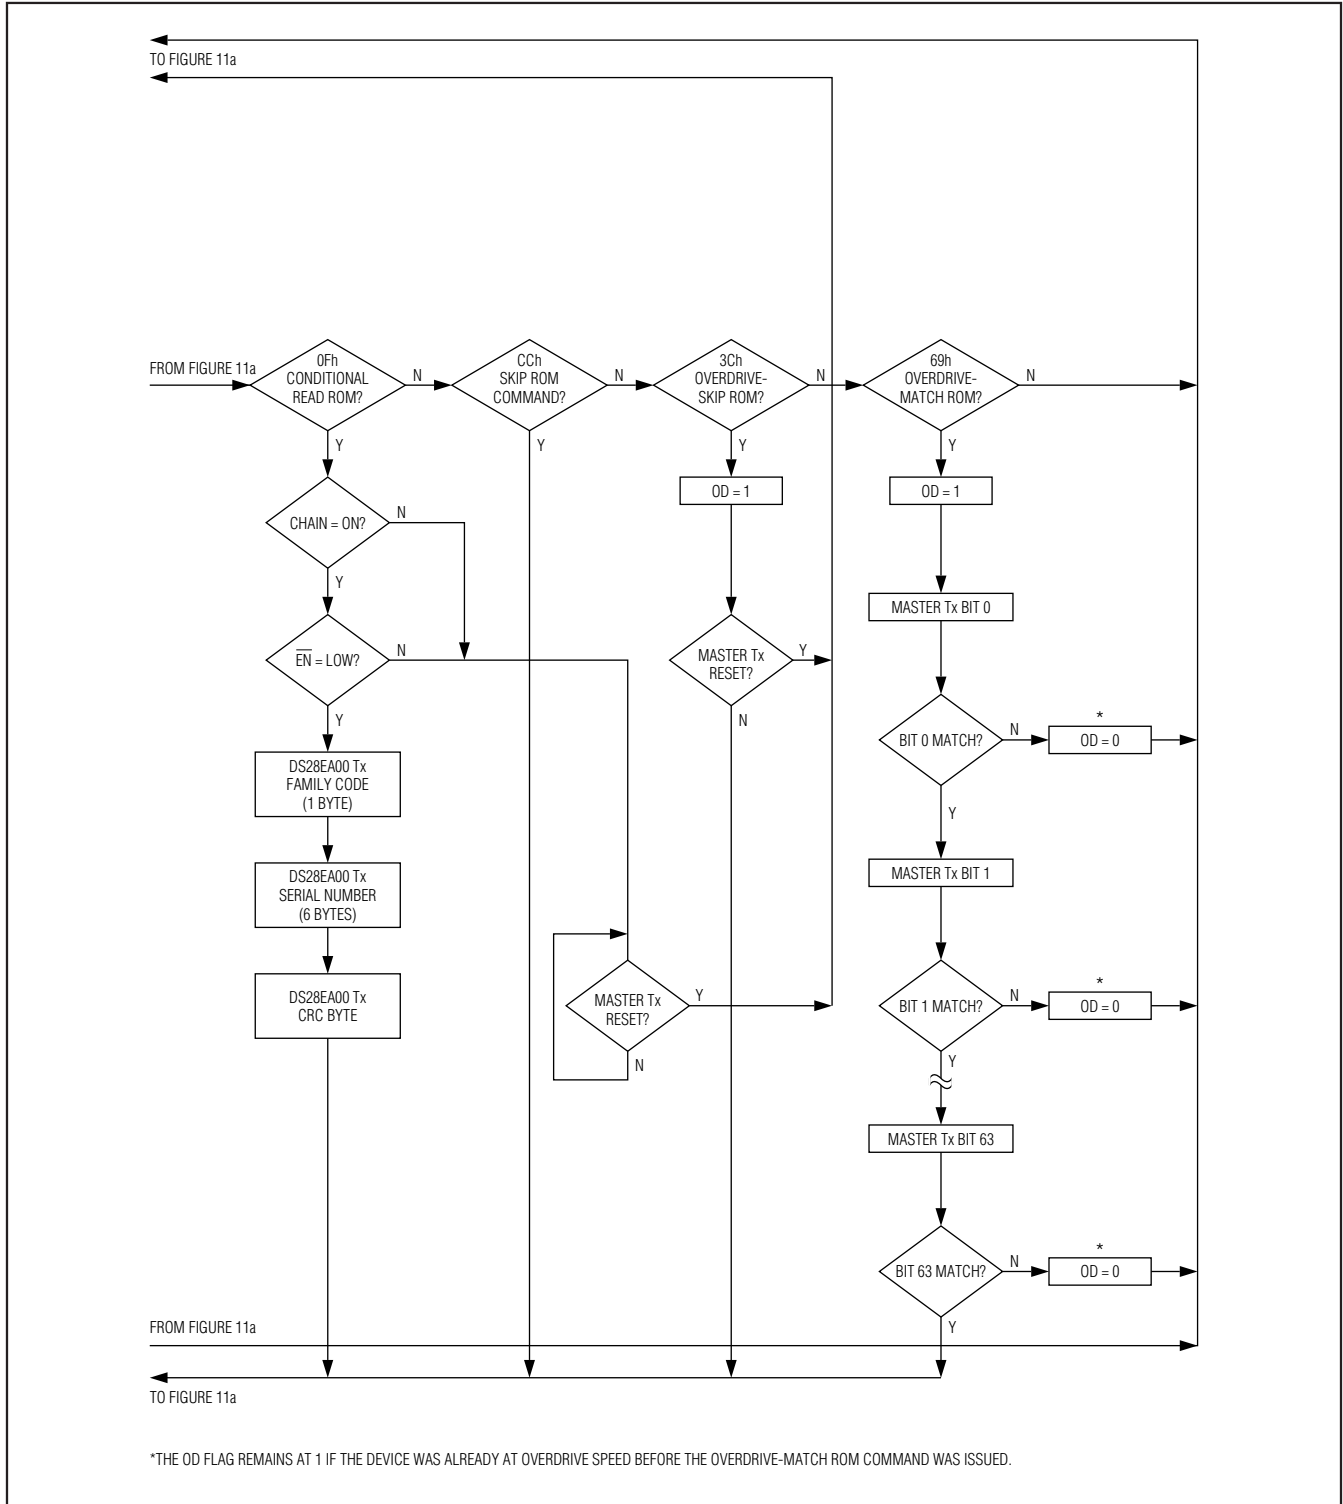 TO FIGURE 11a
FROM FIGURE 11a
0Fh
CONDITIONAL
READ ROM?
N
CCh
SKIP ROM
COMMAND?
N
3Ch
OVERDRIVE-
SKIP ROM?
N
69h
OVERDRIVE-
MATCH ROM?
N
Y
Y
Y
Y
CHAIN = ON?
N
OD = 1
OD = 1
Y
MASTER Tx BIT 0
EN = LOW?
N
MASTER Tx
RESET?
Y
N
Y
BIT 0 MATCH?
N
*
OD = 0
Y
DS28EA00 Tx
FAMILY CODE
(1 BYTE)
DS28EA00 Tx
SERIAL NUMBER
(6 BYTES)
MASTER Tx BIT 1
DS28EA00 Tx
CRC BYTE
MASTER Tx
RESET?
Y
N
BIT 1 MATCH?
N
*
OD = 0
Y
MASTER Tx BIT 63
BIT 63 MATCH?
N
*
OD = 0
Y
FROM FIGURE 11a
TO FIGURE 11a
*THE OD FLAG REMAINS AT 1 IF THE DEVICE WAS ALREADY AT OVERDRIVE SPEED BEFORE THE OVERDRIVE-MATCH ROM COMMAND WAS ISSUED.